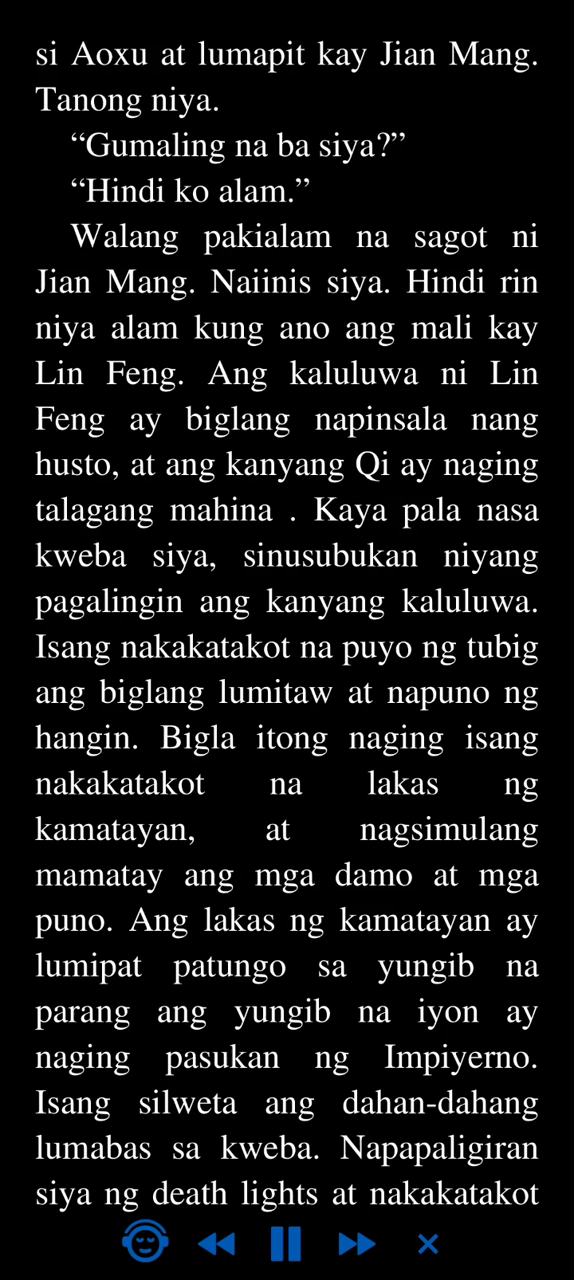 si Aoxu at lumapit kay Jian Mang.
Tanong niya.
“Gumaling na ba siya?”
“Hindi ko alam.”
Walang pakialam na sagot ni
Jian Mang. Naiinis siya. Hindi rin
niya alam kung ano ang mali kay
Lin Feng. Ang kaluluwa ni Lin
Feng ay biglang napinsala nang
husto, at ang kanyang Qi ay naging
talagang mahina . Kaya pala nasa
kweba siya, sinusubukan niyang
pagalingin ang kanyang kaluluwa.
Isang nakakatakot na puyo ng tubig
ang biglang lumitaw at napuno ng
hangin. Bigla itong naging isang
nakakatakot na lakas ng
kamatayan, at nagsimulang
mamatay ang mga damo at mga
puno. Ang lakas ng kamatayan ay
lumipat patungo sa yungib na
parang ang yungib na iyon ay
naging pasukan ng Impiyerno.
Isang silweta ang dahan-dahang
lumabas sa kweba. Napapaligiran
siya ng death lights at nakakatakot